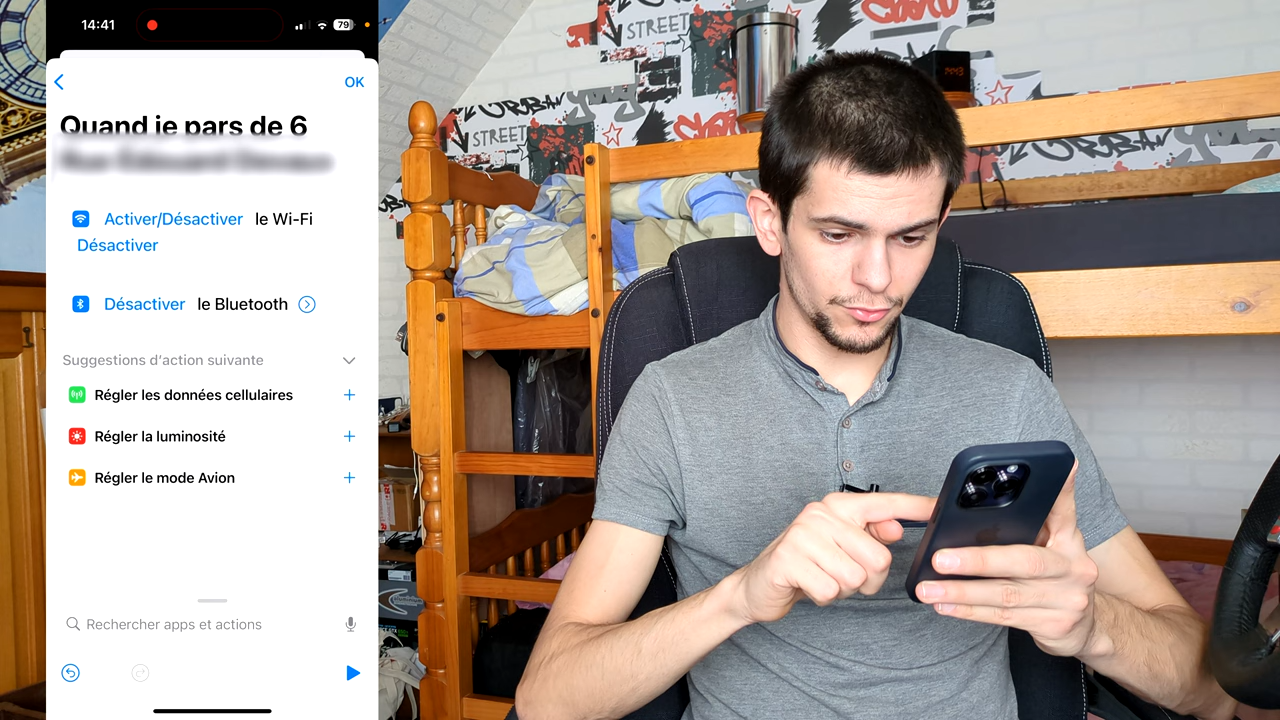 14:41
79
OK
Quand je pars de 6
Activer/Désactiver le Wi-Fi
Désactiver
Désactiver le Bluetooth
Suggestions d'action suivante
Régler les données cellulaires
Régler la luminosité
Régler le mode Avion
Rechercher apps et actions
STREET
URBAN
STREET